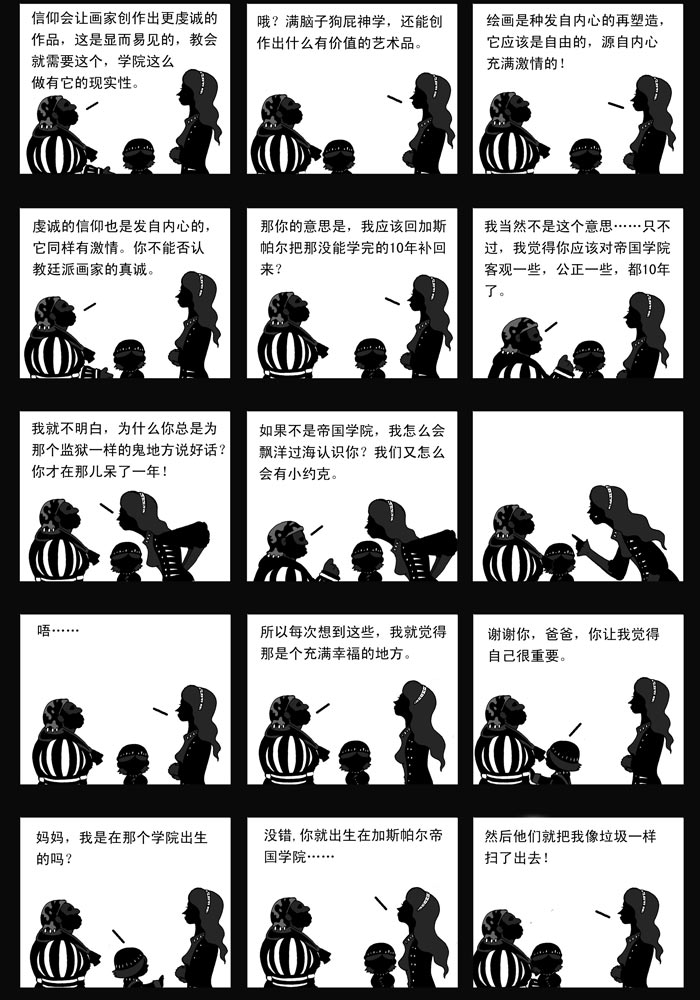 信仰会让画家创作出更虔诚的
作品，这是显而易见的，教会
就需要这个，学院这么
做有它的现实性。
哦？满脑子狗屁神学，还能创
作出什么有价值的艺术品。
绘画是种发自内心的再塑造，
它应该是自由的，源自内心
充满激情的！
虔诚的信仰也是发自内心的，
它同样有激情。你不能否认
教廷派画家的真诚。
那你的意思是，我应该回加斯
帕尔把那没能学完的10年补回
来？
我当然不是这个意思……只不
过，我觉得你应该对帝国学院
客观一些，公正一些，都10年
了。
我就不明白，为什么你总是为
那个监狱一样的鬼地方说好话？
你才在那儿呆了一年！
如果不是帝国学院，我怎么会
飘洋过海认识你？我们又怎么
会有小约克。
唔……
所以每次想到这些，我就觉得
那是个充满幸福的地方。
谢谢你，爸爸，你让我觉得
自己很重要。
妈妈，我是在那个学院出生
的吗？
没错,你就出生在加斯帕尔帝
国学院……
然后他们就把我像垃圾一样
扫了出去！